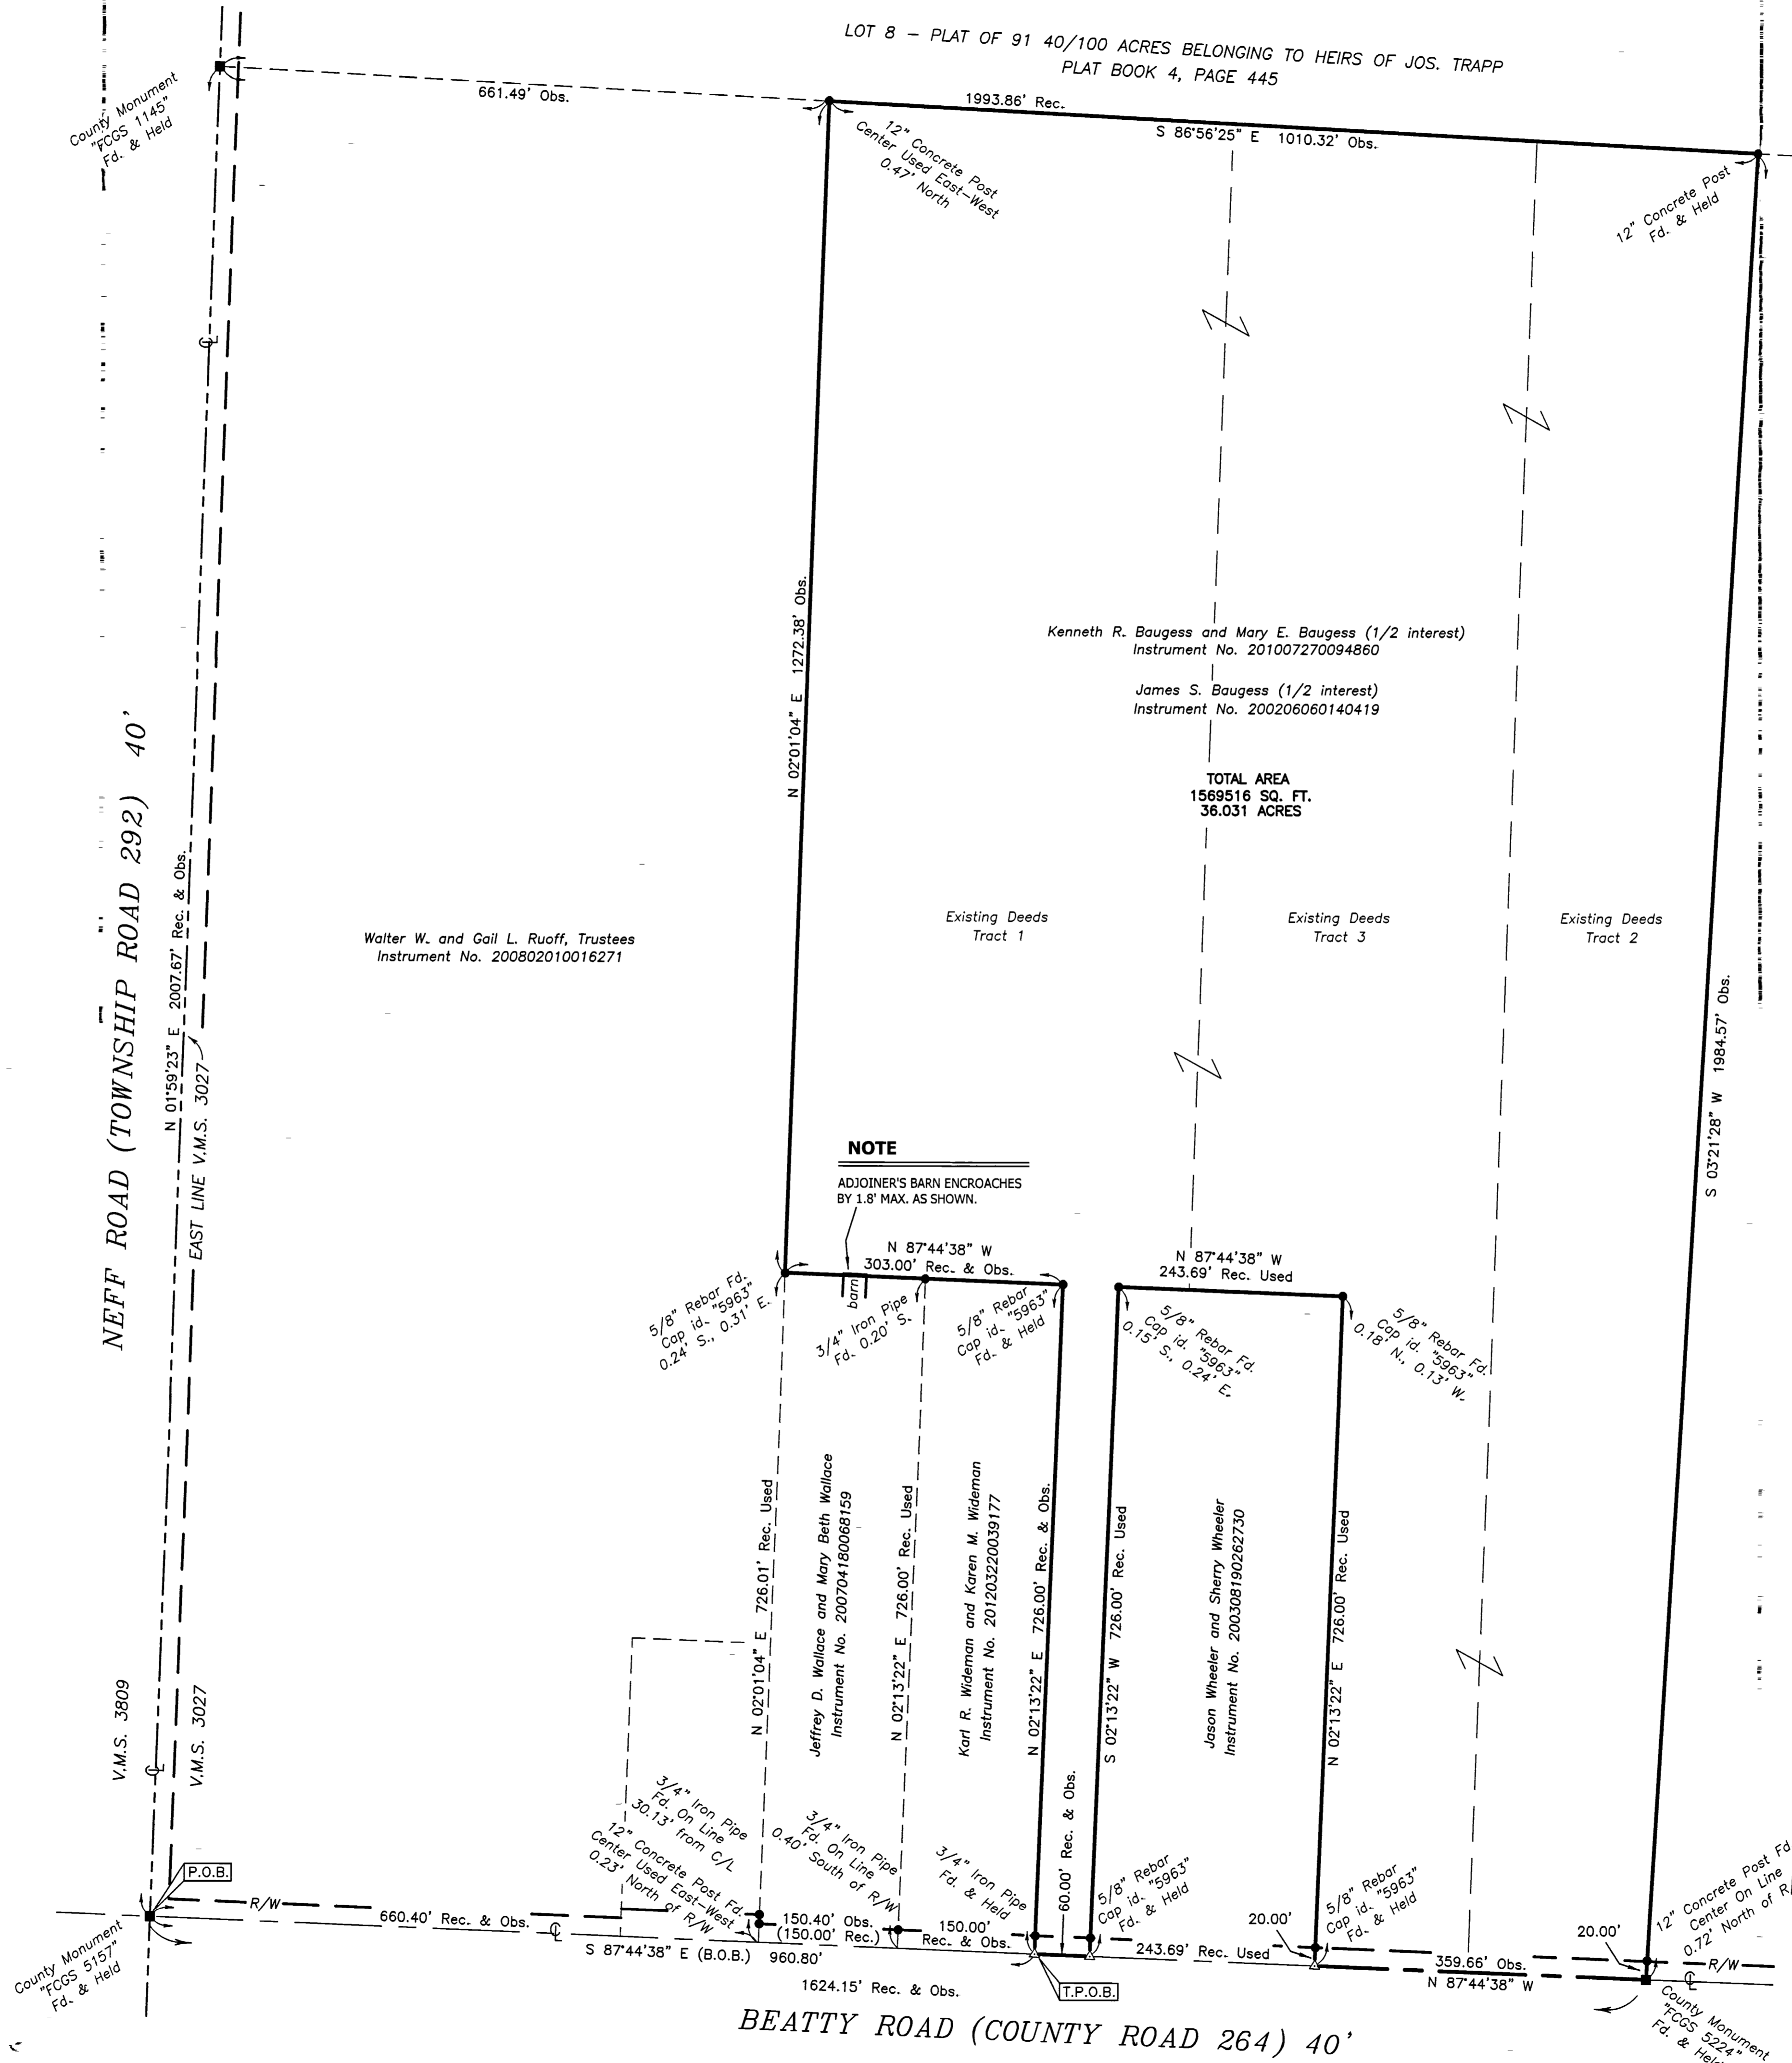 LOT 8 – PLAT OF 91 40/100 ACRES BELONGING TO HEIRS OF JOS. TRAPP
PLAT BOOK 4, PAGE 445
County Monument
"FCGS 1145"
Fd. & Held
661.49' Obs.
1993.86' Rec.
S 86°56'25" E 1010.32' Obs.
12" Concrete Post
Center Used East–West
0.47' North
12" Concrete Post
Fd. & Held
CL
N 02°01'04" E 1272.38' Obs.
Kenneth R. Baugess and Mary E. Baugess (1/2 interest)
Instrument No. 201007270094860
James S. Baugess (1/2 interest)
Instrument No. 200206060140419
TOTAL AREA
1569516 SQ. FT.
36.031 ACRES
NEFF ROAD (TOWNSHIP ROAD 292) 40'
N 01°59'23" E 2007.67' Rec. & Obs.
EAST LINE V.M.S. 3027
Walter W. and Gail L. Ruoff, Trustees
Instrument No. 200802010016271
Existing Deeds
Tract 1
Existing Deeds
Tract 3
Existing Deeds
Tract 2
S 03°21'28" W 1984.57' Obs.
NOTE
ADJOINER'S BARN ENCROACHES
BY 1.8' MAX. AS SHOWN.
N 87°44'38" W
303.00' Rec. & Obs.
N 87°44'38" W
243.69' Rec. Used
barn
5/8" Rebar Fd.
Cap id. "5963"
0.24' S., 0.31' E.
3/4" Iron Pipe
Fd. 0.20' S.
5/8" Rebar
Cap id. "5963"
Fd. & Held
5/8" Rebar Fd.
Cap id. "5963"
0.15' S., 0.24' E.
5/8" Rebar Fd.
Cap id. "5963"
0.18' N., 0.13' W.
N 02°01'04" E 726.01' Rec. Used
Jeffrey D. Wallace and Mary Beth Wallace
Instrument No. 200704180068159
N 02°13'22" E 726.00' Rec. Used
Karl R. Wideman and Karen M. Wideman
Instrument No. 201203220039177
N 02°13'22" E 726.00' Rec. & Obs.
S 02°13'22" W 726.00' Rec. Used
Jason Wheeler and Sherry Wheeler
Instrument No. 200308190262730
N 02°13'22" E 726.00' Rec. Used
V.M.S. 3809
V.M.S. 3027
CL
P.O.B.
3/4" Iron Pipe
Fd. On Line
30.13' from C/L
12" Concrete Post Fd.
Center Used East–West
0.23' North
of R/W
3/4" Iron Pipe
Fd. On Line
0.40' South of R/W
3/4" Iron Pipe
Fd. & Held
60.00' Rec. & Obs.
5/8" Rebar
Cap id. "5963"
Fd. & Held
5/8" Rebar
Cap id. "5963"
Fd. & Held
12" Concrete Post Fd
Center On Line
0.72' North of R/
R/W
660.40' Rec. & Obs.
CL
150.40' Obs.
(150.00' Rec.)
150.00'
Rec. & Obs.
243.69' Rec. Used
20.00'
359.66' Obs.
20.00'
R/W
CL
S 87°44'38" E (B.O.B.) 960.80'
N 87°44'38" W
County Monument
"FCGS 5157"
Fd. & Held
1624.15' Rec. & Obs.
T.P.O.B.
County Monument
"FCGS 5224"
Fd. & Held
BEATTY ROAD (COUNTY ROAD 264) 40'